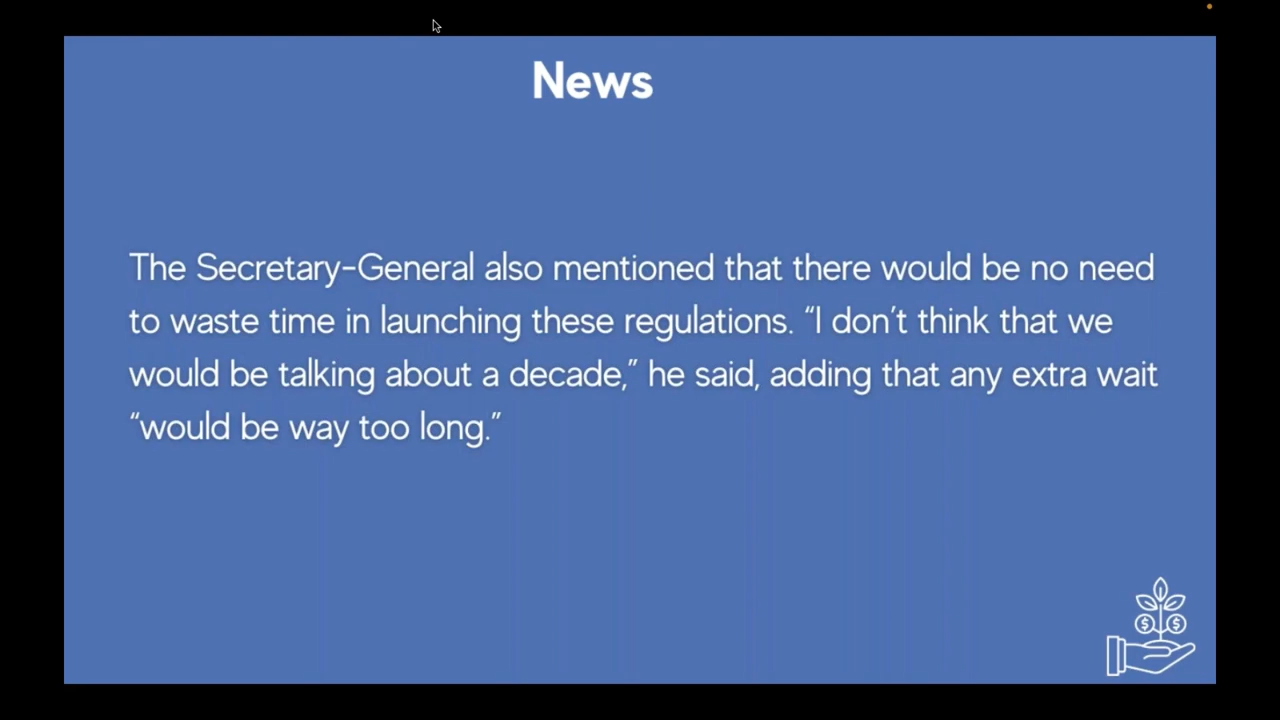 News
The Secretary-General also mentioned that there would be no need
to waste time in launching these regulations. “I don’t think that we
would be talking about a decade,” he said, adding that any extra wait
“would be way too long.”
$ $